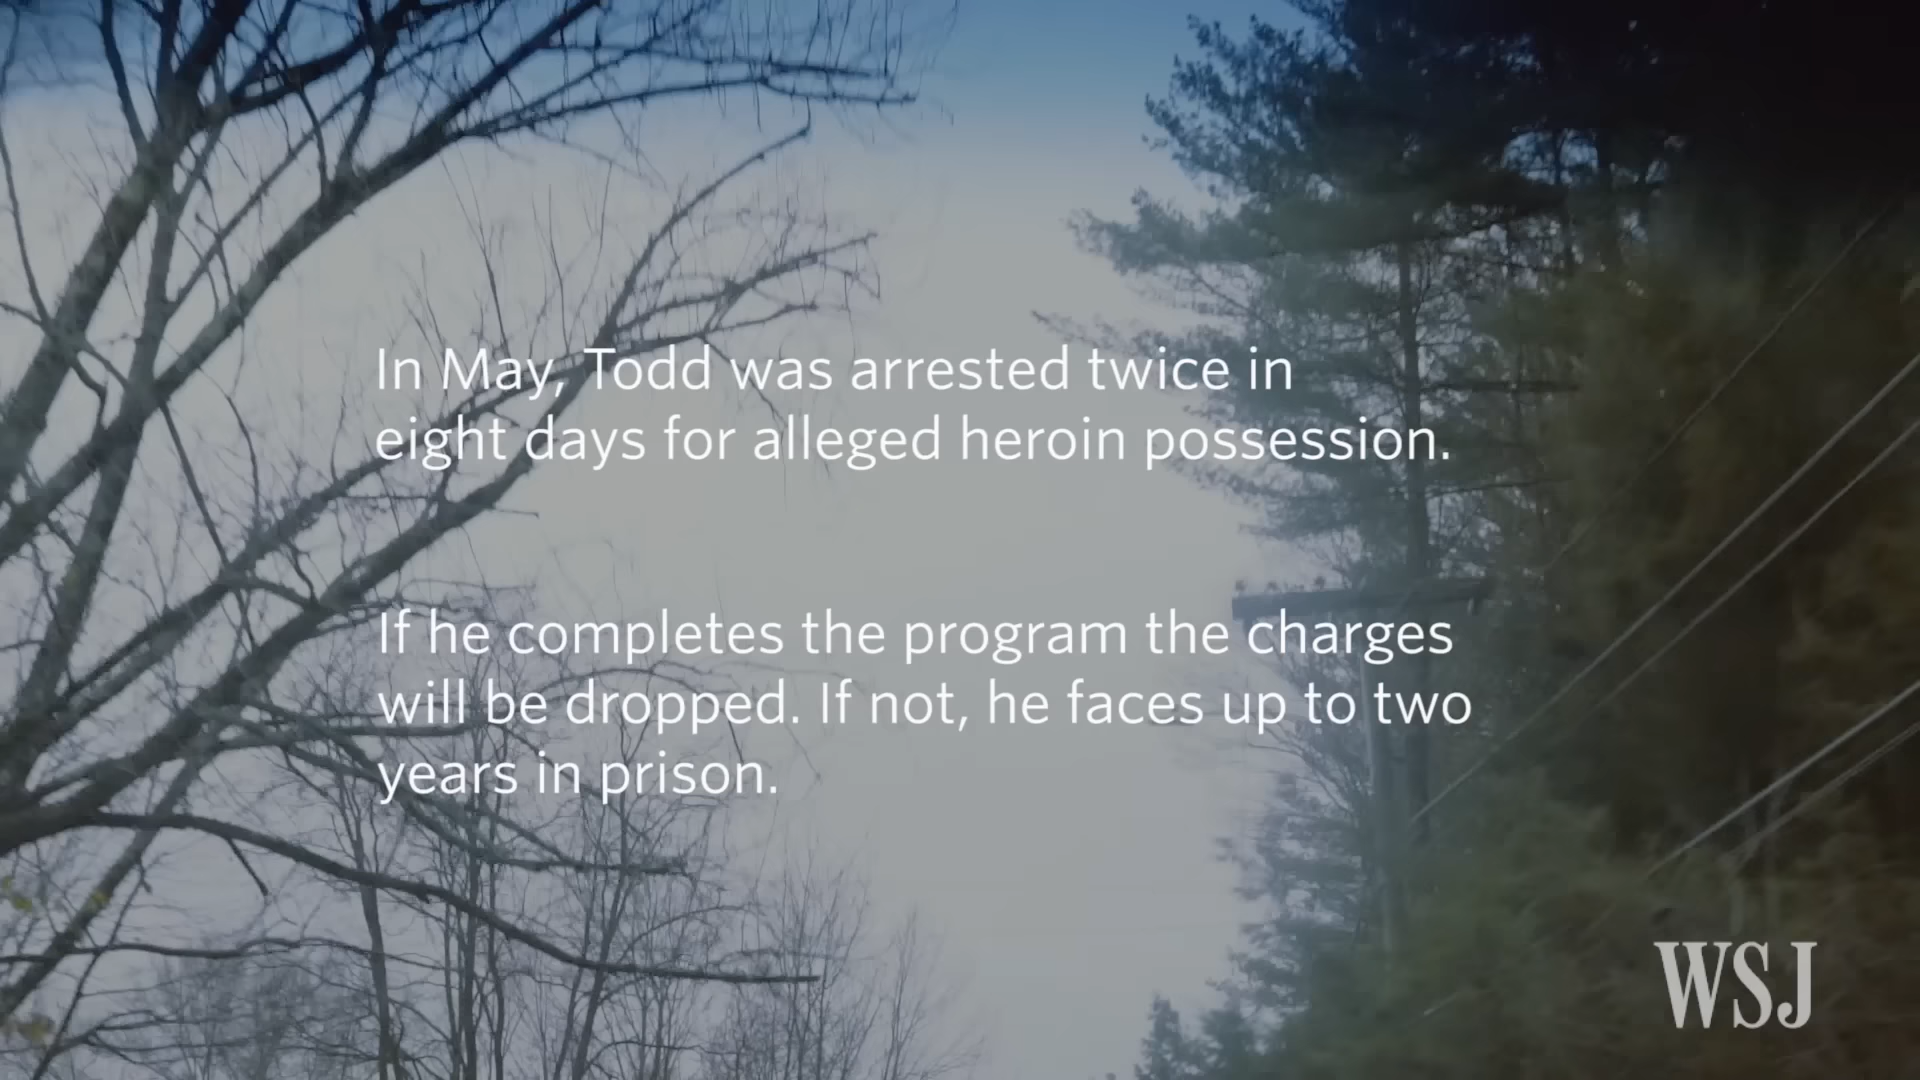 In May, Todd was arrested twice in
eight days for alleged heroin possession.
If he completes the program the charges
will be dropped. If not, he faces up to two
years in prison.
WSJ